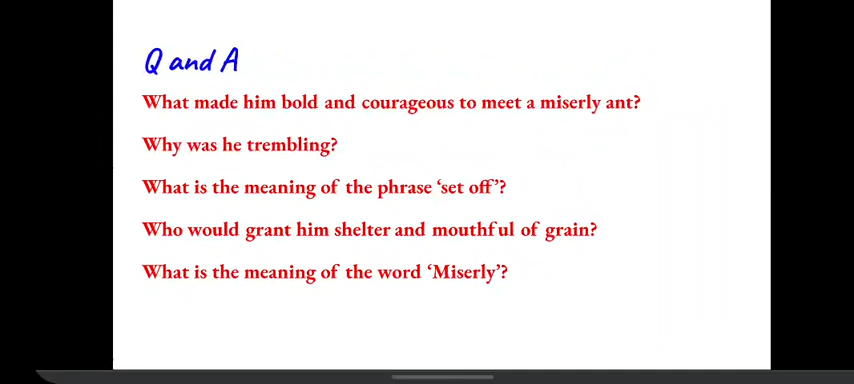 Q and A
What made him bold and courageous to meet a miserly ant?
Why was he trembling?
What is the meaning of the phrase ‘set off’?
Who would grant him shelter and mouthful of grain?
What is the meaning of the word ‘Miserly’?